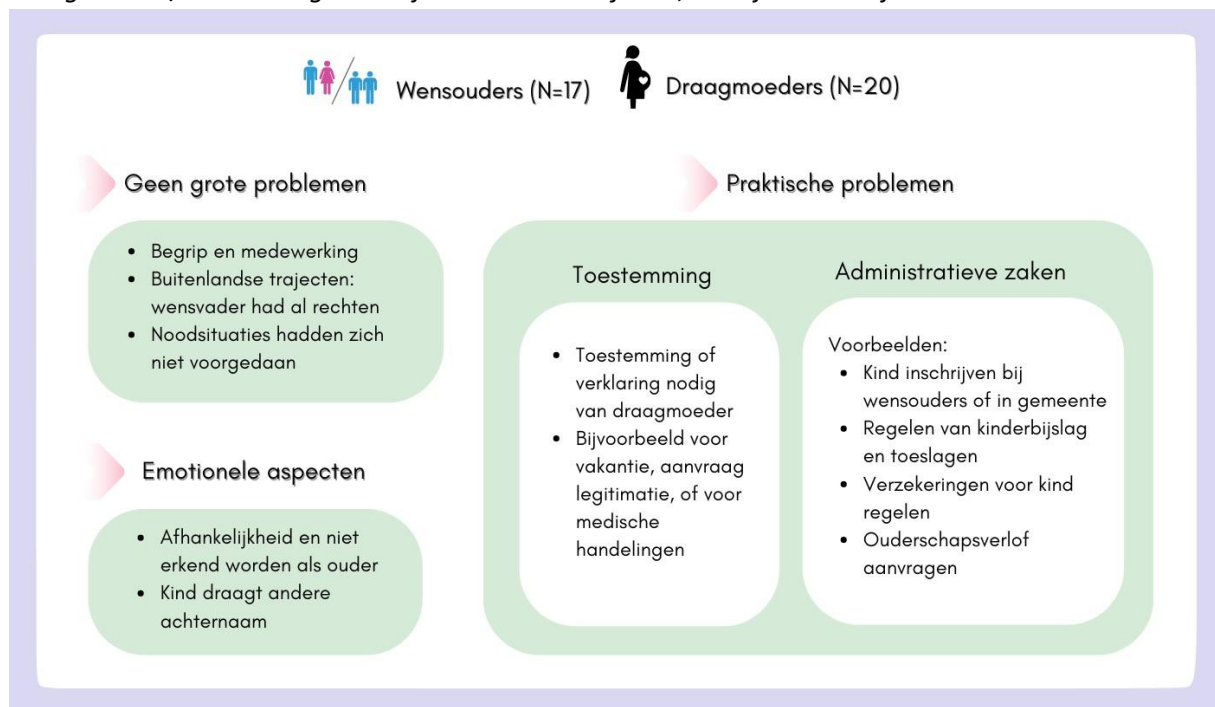 Wensouders (N=17)
Draagmoeders (N=20)
Geen grote problemen
• Begrip en medewerking
• Buitenlandse trajecten:
wensvader had al rechten
• Noodsituaties hadden zich
niet voorgedaan
Emotionele aspecten
• Afhankelijkheid en niet
erkend worden als ouder
• Kind draagt andere
achternaam
Praktische problemen
Toestemming
• Toestemming of
verklaring nodig
van draagmoeder
• Bijvoorbeeld voor
vakantie, aanvraag
legitimatie, of voor
medische
handelingen
Administratieve zaken
Voorbeelden:
• Kind inschrijven bij
wensouders of in gemeente
• Regelen van kinderbijslag
en toeslagen
• Verzekeringen voor kind
regelen
• Ouderschapsverlof
aanvragen